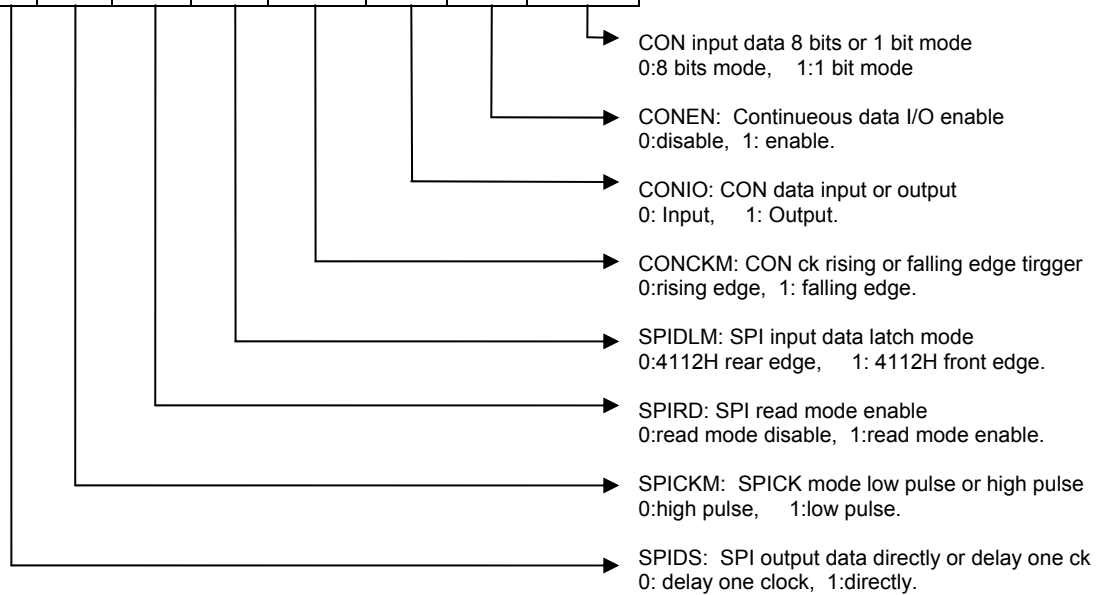 CON input data 8 bits or 1 bit mode
0:8 bits mode, 1:1 bit mode
CONEN: Continueous data I/O enable
0:disable, 1: enable.
CONIO: CON data input or output
0: Input, 1: Output.
CONCKM: CON ck rising or falling edge tirgger
0:rising edge, 1: falling edge.
SPIDLM: SPI input data latch mode
0:4112H rear edge, 1: 4112H front edge.
SPIRD: SPI read mode enable
0:read mode disable, 1:read mode enable.
SPICKM: SPICK mode low pulse or high pulse
0:high pulse, 1:low pulse.
SPIDS: SPI output data directly or delay one ck
0: delay one clock, 1:directly.